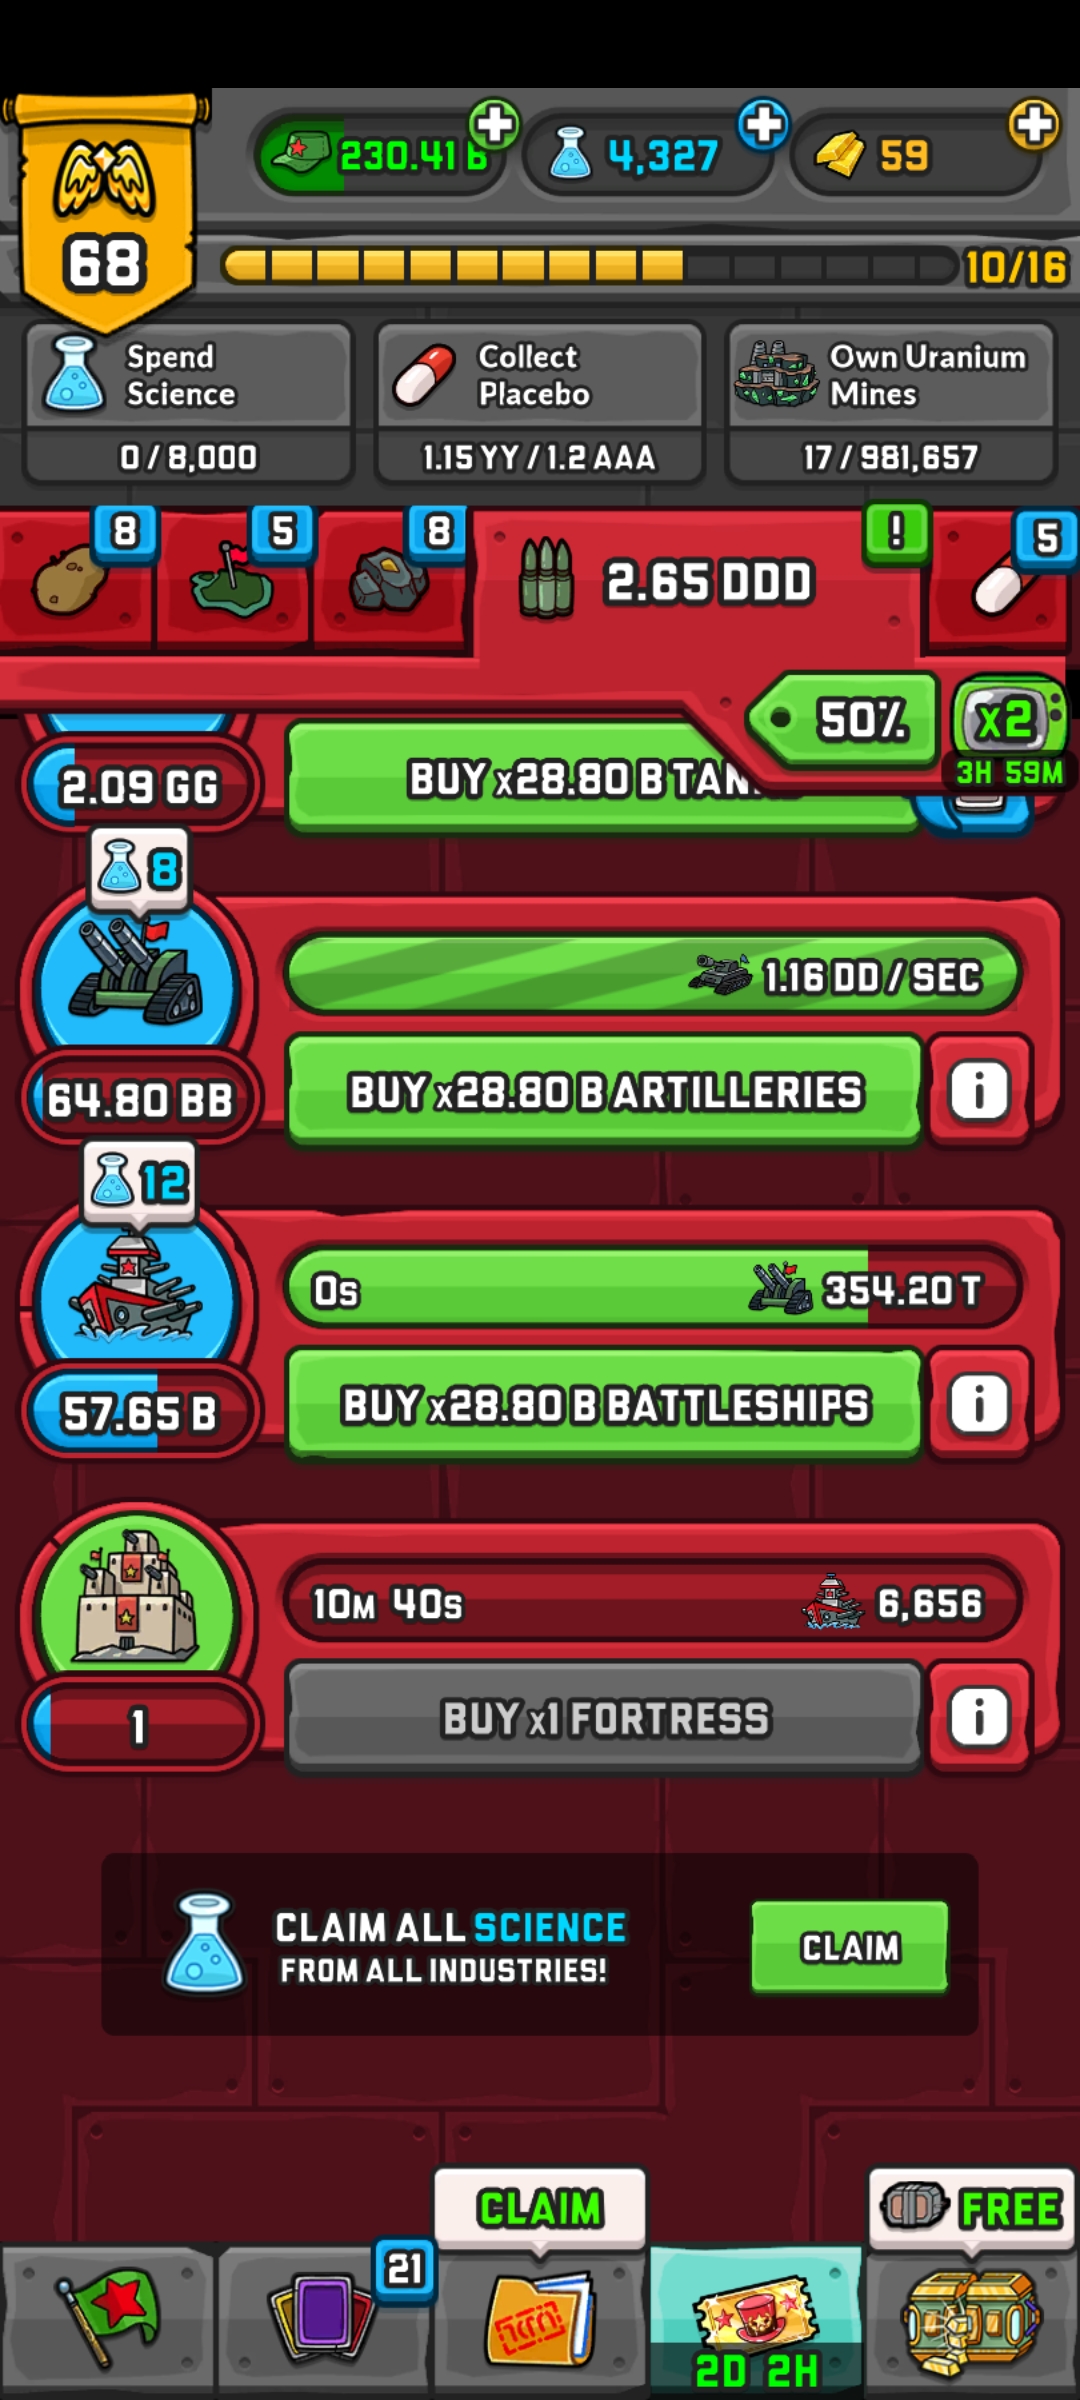 230.41 B
4,327
59
68
10/16
Spend
Science
0 / 8,000
Collect
Placebo
1.15 YY / 1.2 AAA
Own Uranium
Mines
17 / 981,657
8
5
8
2.65 DDD
!
5
50%
x2
3H 59M
2.09 GG
BUY x28.80 B TAN
8
1.16 DD / SEC
64.80 BB
BUY x28.80 B ARTILLERIES
i
12
0s
354.20 T
57.65 B
BUY x28.80 B BATTLESHIPS
i
10M 40s
6,656
1
BUY x1 FORTRESS
i
CLAIM ALL SCIENCE
FROM ALL INDUSTRIES!
CLAIM
CLAIM
FREE
21
2D 2H